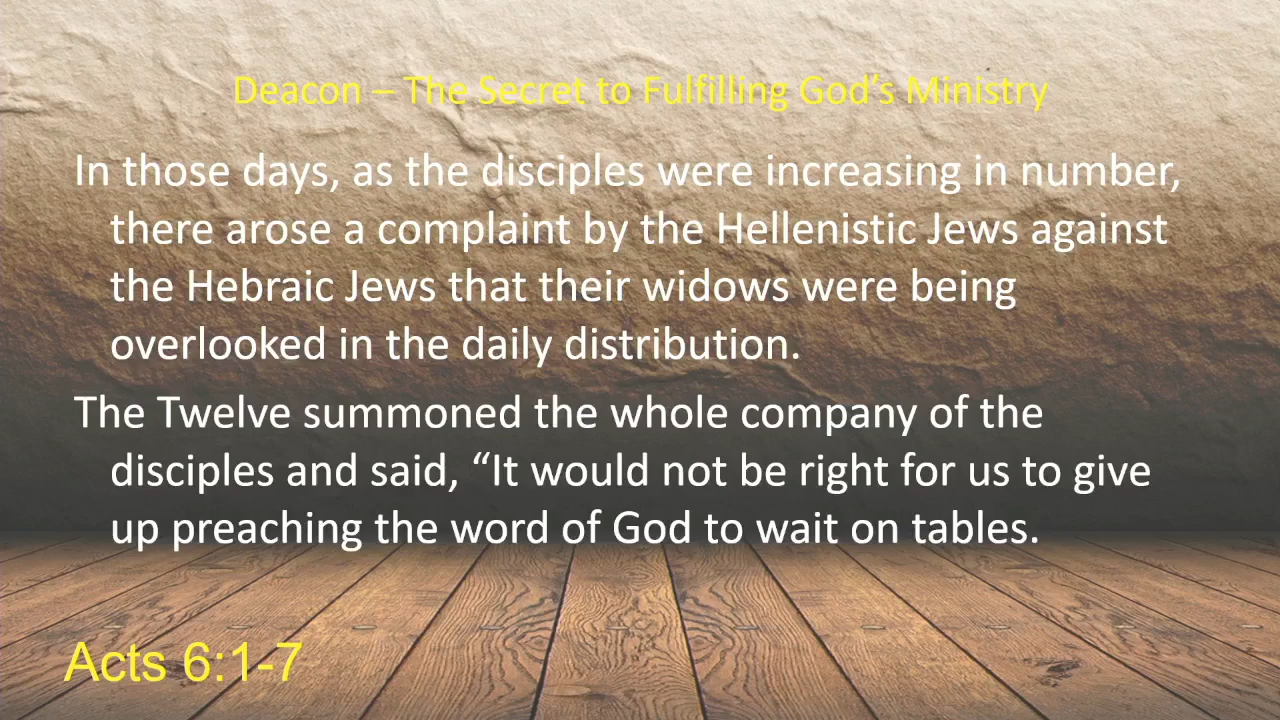 Deacon – The Secret to Fulfilling God’s Ministry
In those days, as the disciples were increasing in number,
there arose a complaint by the Hellenistic Jews against
the Hebraic Jews that their widows were being
overlooked in the daily distribution.
The Twelve summoned the whole company of the
disciples and said, “It would not be right for us to give
up preaching the word of God to wait on tables.
Acts 6:1-7